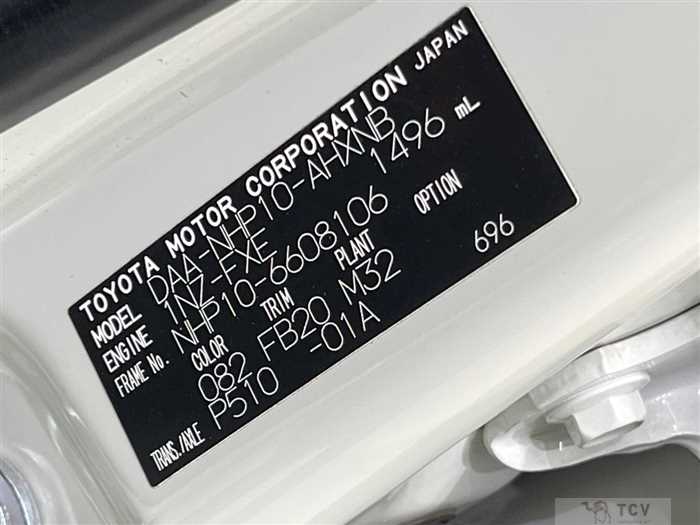 TOYOTA MOTOR CORPORATION JAPAN
MODEL DAA-NHP10-AHXNB
ENGINE 1NZ-FXE 1496 mL
FRAME No. NHP10-6608106
COLOR TRIM PLANT OPTION
082 FB20 M32
TRANS./AXLE P510 -01A 696
TCV